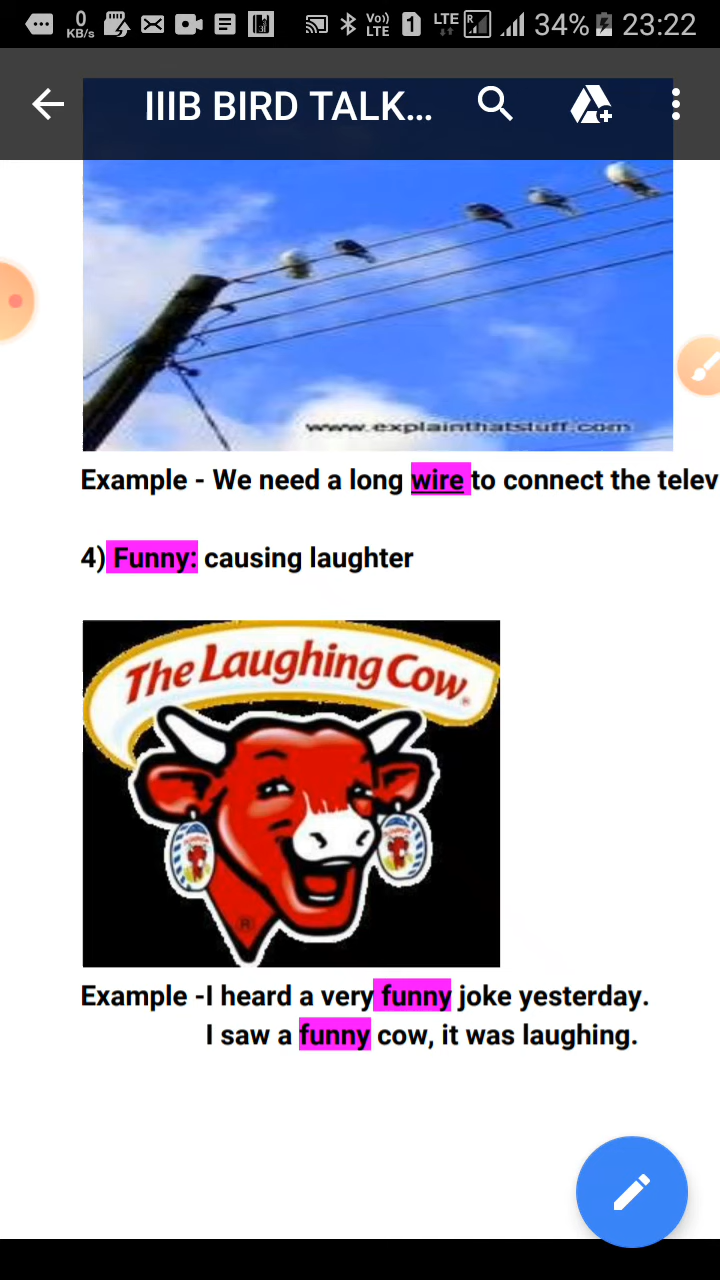 0
KB/s
Vo))
LTE
1
LTE
R
34%
23:22
IIIB BIRD TALK...
www.explainthatstuff.com
Example - We need a long wire to connect the telev
4) Funny: causing laughter
The Laughing Cow
®
Example -I heard a very funny joke yesterday.
I saw a funny cow, it was laughing.